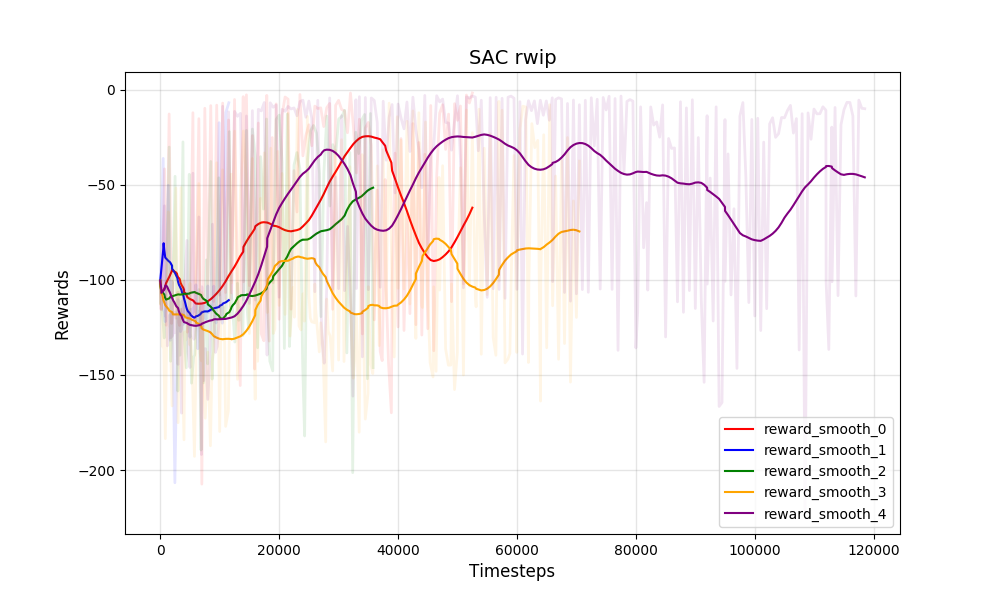 SAC rwip
Rewards
0
−50
−100
−150
−200
reward_smooth_0
reward_smooth_1
reward_smooth_2
reward_smooth_3
reward_smooth_4
0 20000 40000 60000 80000 100000 120000
Timesteps